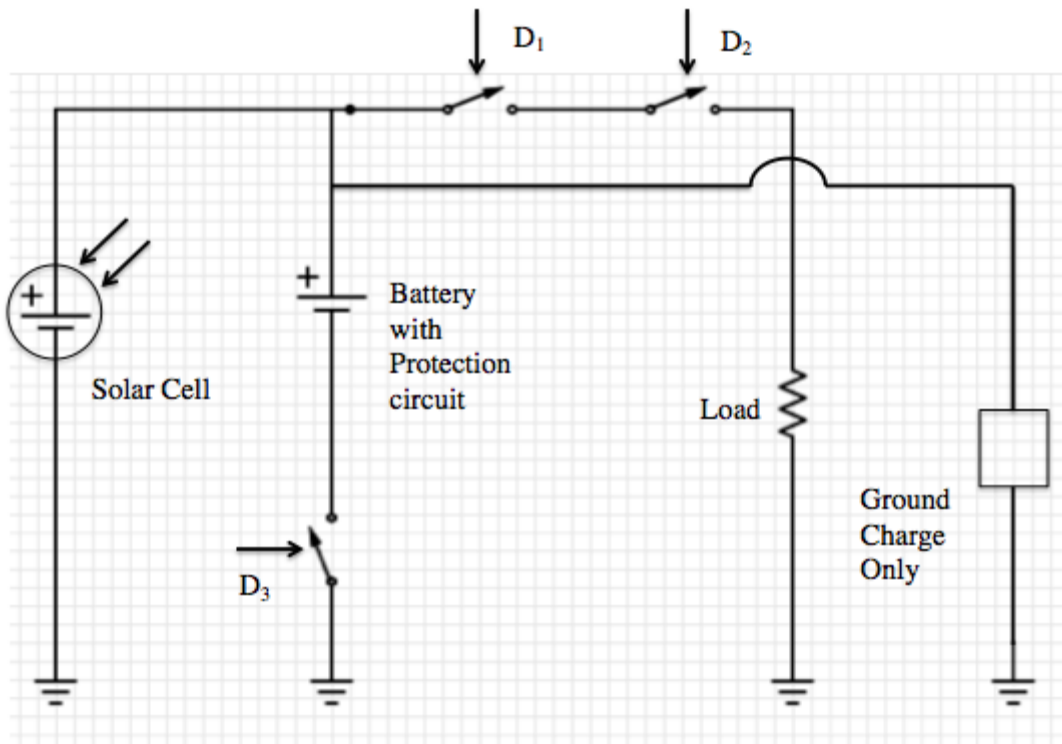 D₁
D₂
+
+
Battery
with
Protection
circuit
Solar Cell
Load
Ground
Charge
Only
D₃